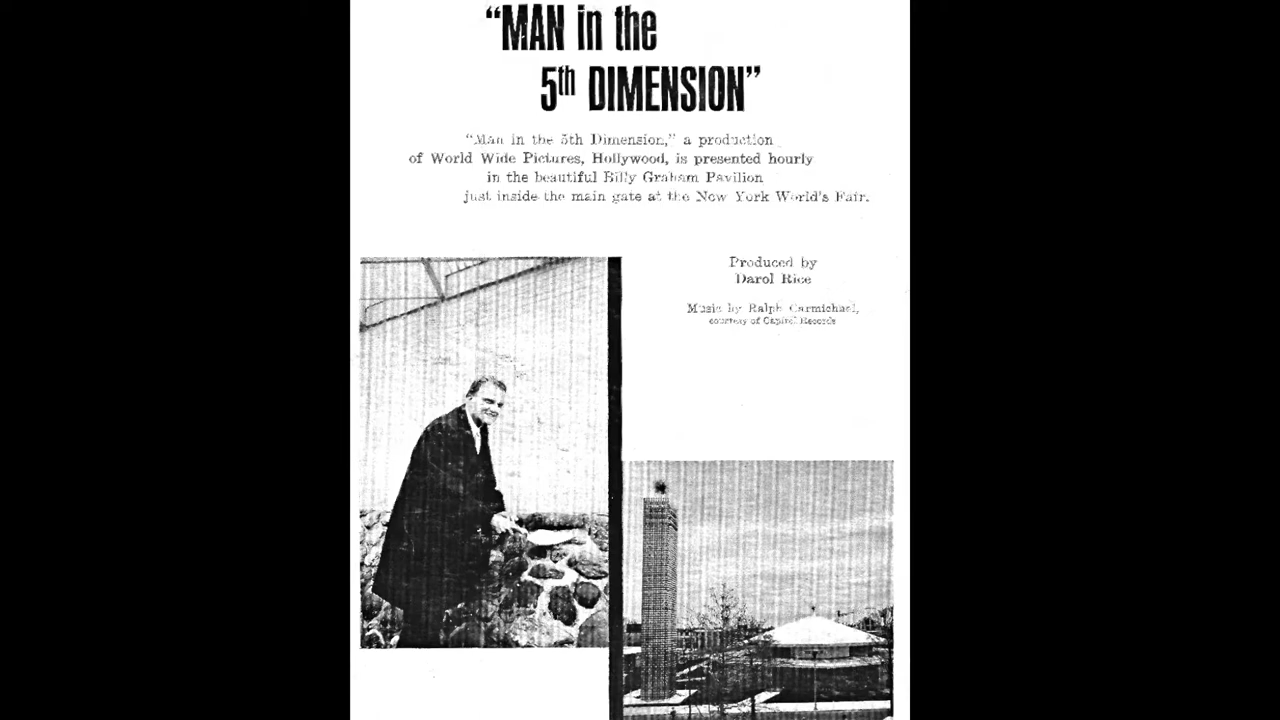 “MAN in the
5th DIMENSION”
“Man in the 5th Dimension,” a production
of World Wide Pictures, Hollywood, is presented hourly
in the beautiful Billy Graham Pavilion
just inside the main gate at the New York World's Fair.
Produced by
Darol Rice
Music by Ralph Carmichael,
courtesy of Capitol Records